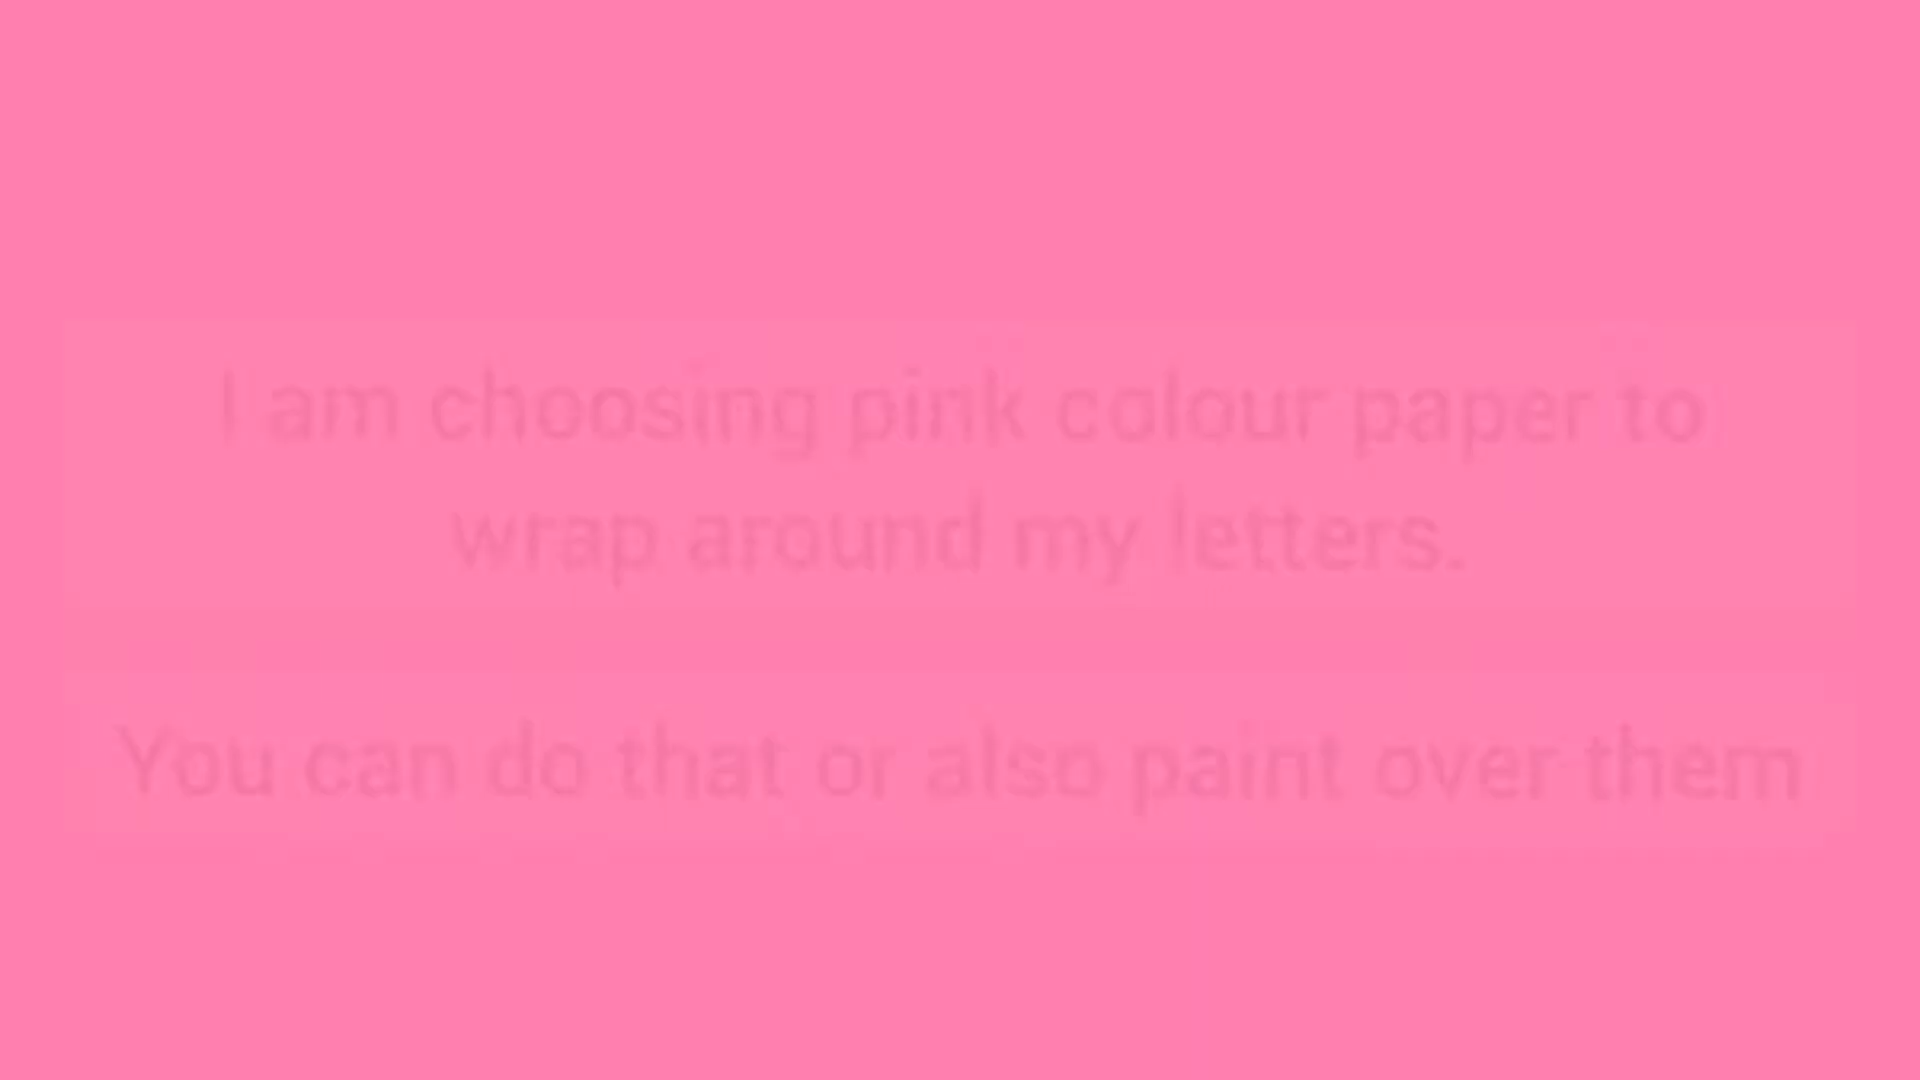 I am choosing pink colour paper to
wrap around my letters.
You can do that or also paint over them